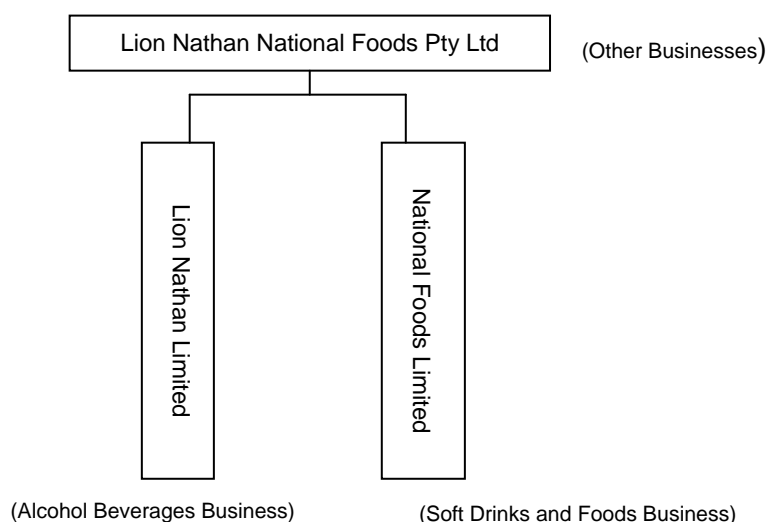 Lion Nathan National Foods Pty Ltd
(Other Businesses)
Lion Nathan Limited
National Foods Limited
(Alcohol Beverages Business)
(Soft Drinks and Foods Business)